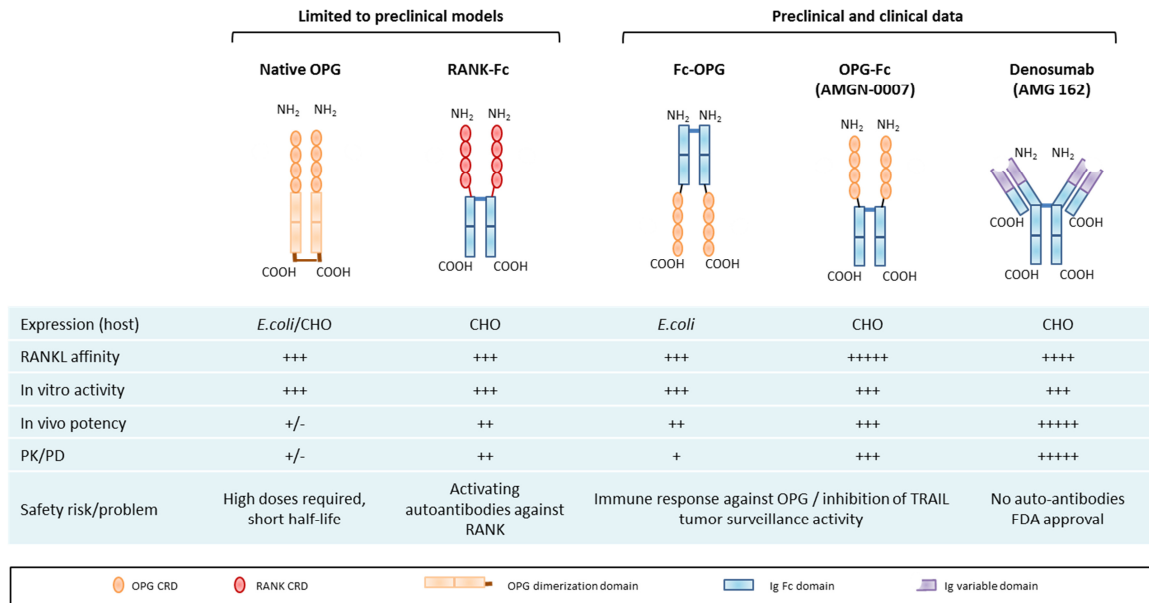 Limited to preclinical models
Preclinical and clinical data
Native OPG
RANK-Fc
Fc-OPG
OPG-Fc
(AMGN-0007)
Denosumab
(AMG 162)
NH2 NH2
NH2 NH2
NH2 NH2
NH2 NH2
NH2 NH2
COOH COOH
COOH COOH
COOH COOH
COOH COOH
COOH COOH
COOH COOH
Expression (host) E.coli/CHO CHO E.coli CHO CHO
RANKL affinity +++ +++ +++ +++++ ++++
In vitro activity +++ +++ +++ +++ +++
In vivo potency +/- ++ ++ +++ +++++
PK/PD +/- ++ + +++ +++++
Safety risk/problem
High doses required,
short half-life
Activating
autoantibodies against
RANK
Immune response against OPG / inhibition of TRAIL
tumor surveillance activity
No auto-antibodies
FDA approval
OPG CRD
RANK CRD
OPG dimerization domain
Ig Fc domain
Ig variable domain